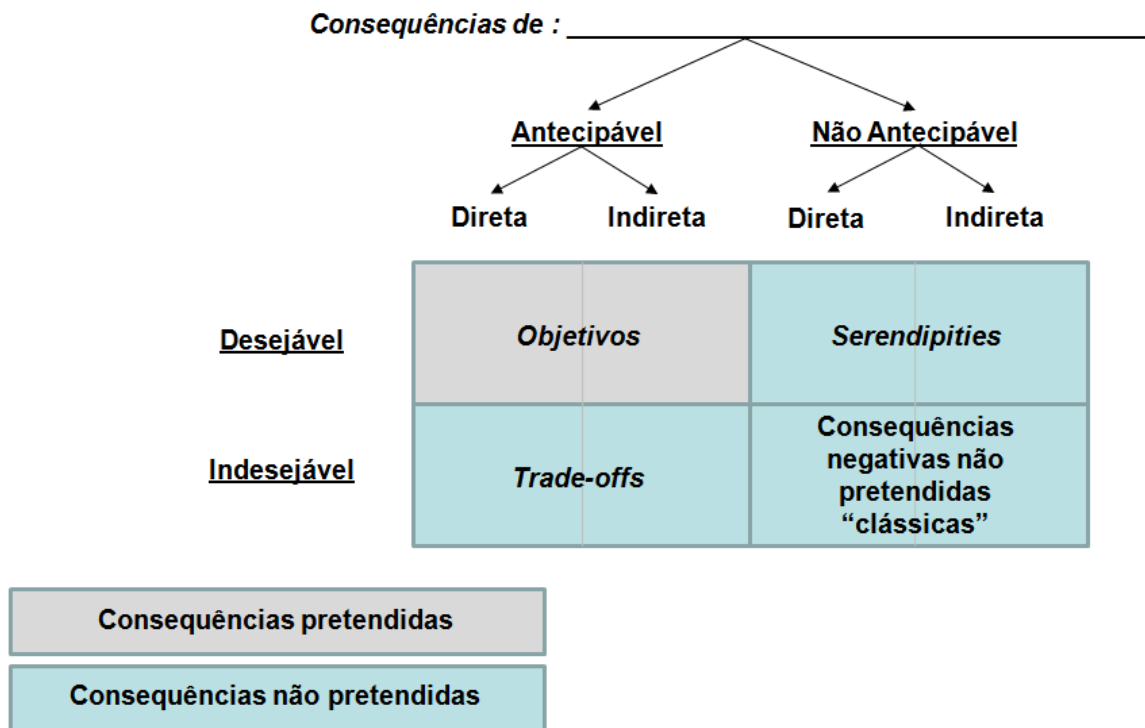 Consequências de : ____________________
Antecipável Não Antecipável
Direta Indireta Direta Indireta
Desejável Objetivos Serendipities
Indesejável Trade-offs Consequências
negativas não
pretendidas
“clássicas”
Consequências pretendidas
Consequências não pretendidas